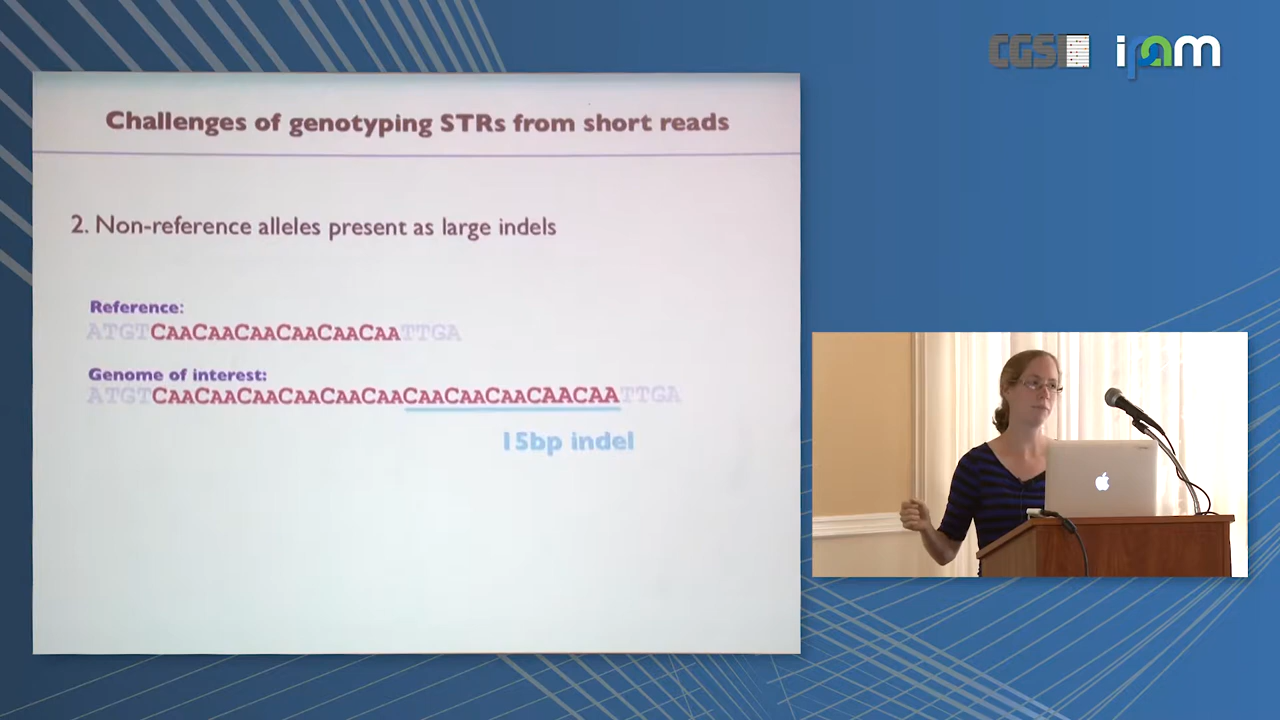 CGSI ipam
Challenges of genotyping STRs from short reads
2. Non-reference alleles present as large indels
Reference:
ATGTCAACAACAACAACAACAATTGA
Genome of interest:
ATGTCAACAACAACAACAACAACAACAACAACAACAATTGA
15bp indel